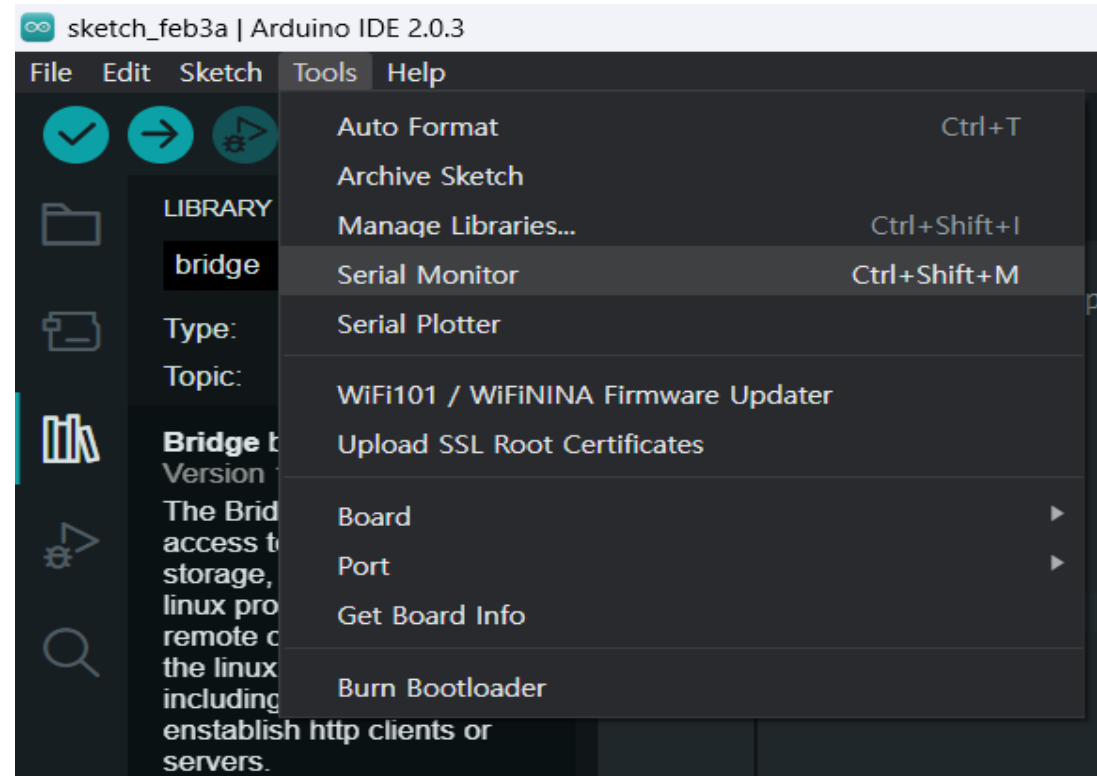 sketch_feb3a | Arduino IDE 2.0.3
File Edit Sketch Tools Help
Auto Format Ctrl+T
Archive Sketch
Manage Libraries... Ctrl+Shift+I
Serial Monitor Ctrl+Shift+M
Serial Plotter
WiFi101 / WiFiNINA Firmware Updater
Upload SSL Root Certificates
Board
Port
Get Board Info
Burn Bootloader
LIBRARY
bridge
Type:
Topic:
Bridge b
Version
The Brid
access t
storage,
linux pro
remote c
the linux
including
enstablish http clients or
servers.